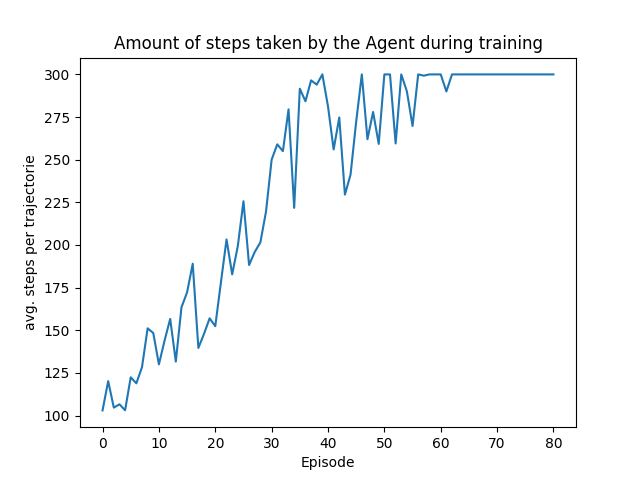 Amount of steps taken by the Agent during training
avg. steps per trajectorie
300
275
250
225
200
175
150
125
100
0 10 20 30 40 50 60 70 80
Episode